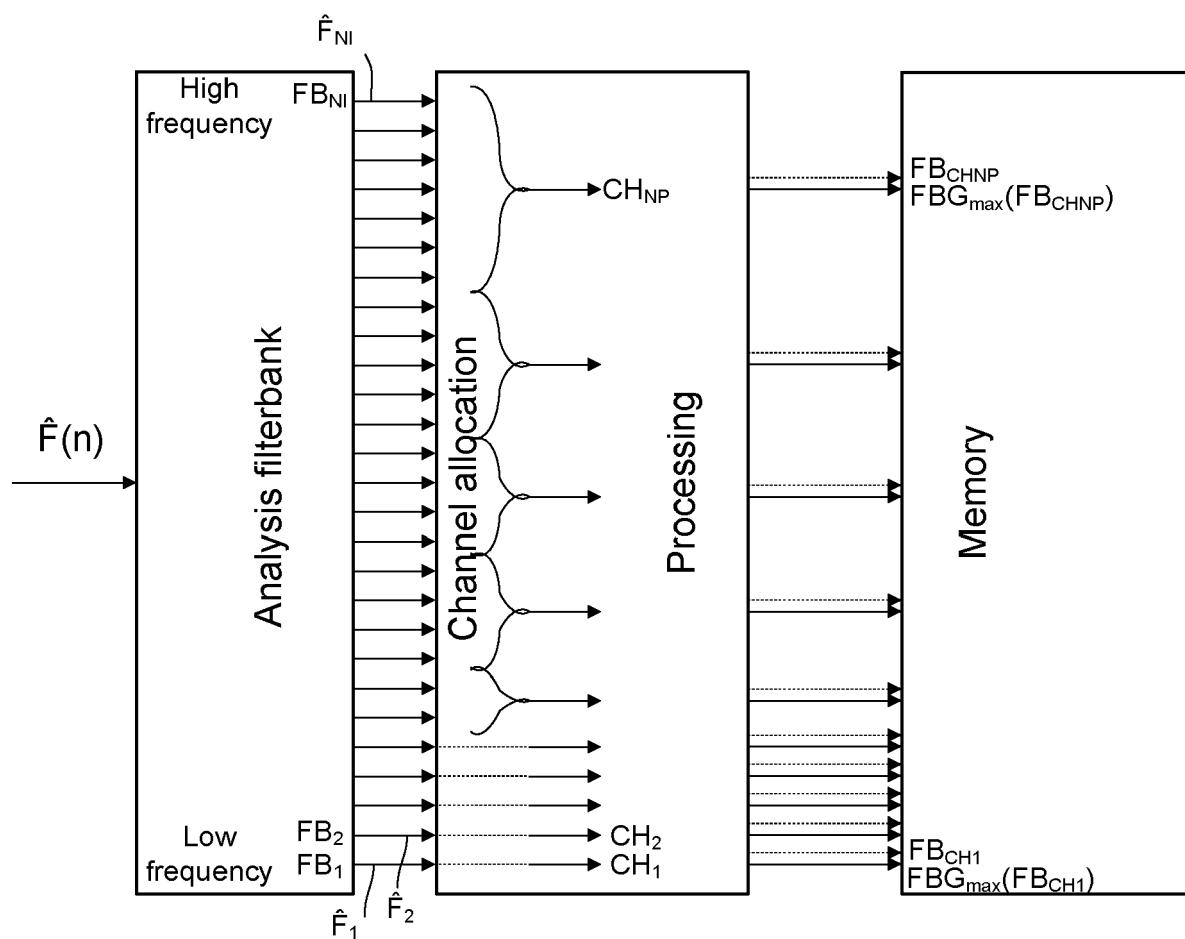 F̂_NI
High
frequency
FB_NI
CH_NP
FB_CHNP
FBG_max(FB_CHNP)
F̂(n)
Analysis filterbank
Channel allocation
Processing
Memory
Low
frequency
FB_2
FB_1
CH_2
CH_1
FB_CH1
FBG_max(FB_CH1)
F̂_2
F̂_1